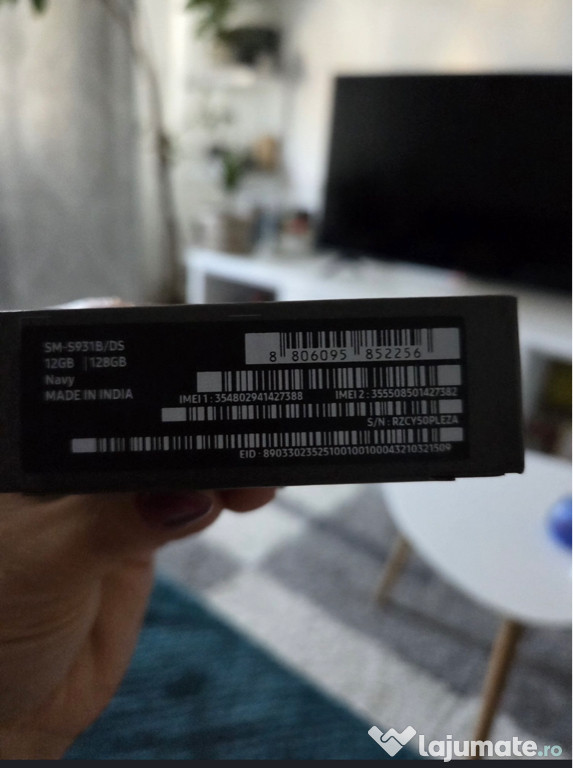 SM-S931B/DS
12GB | 128GB
Navy
MADE IN INDIA
8 806095 852256
IMEI 1 : 354802941427388 IMEI 2 : 355508501427382
S/N : RZCY50PLEZA
EID : 89033023525100100100043210321509
Lajumate.ro